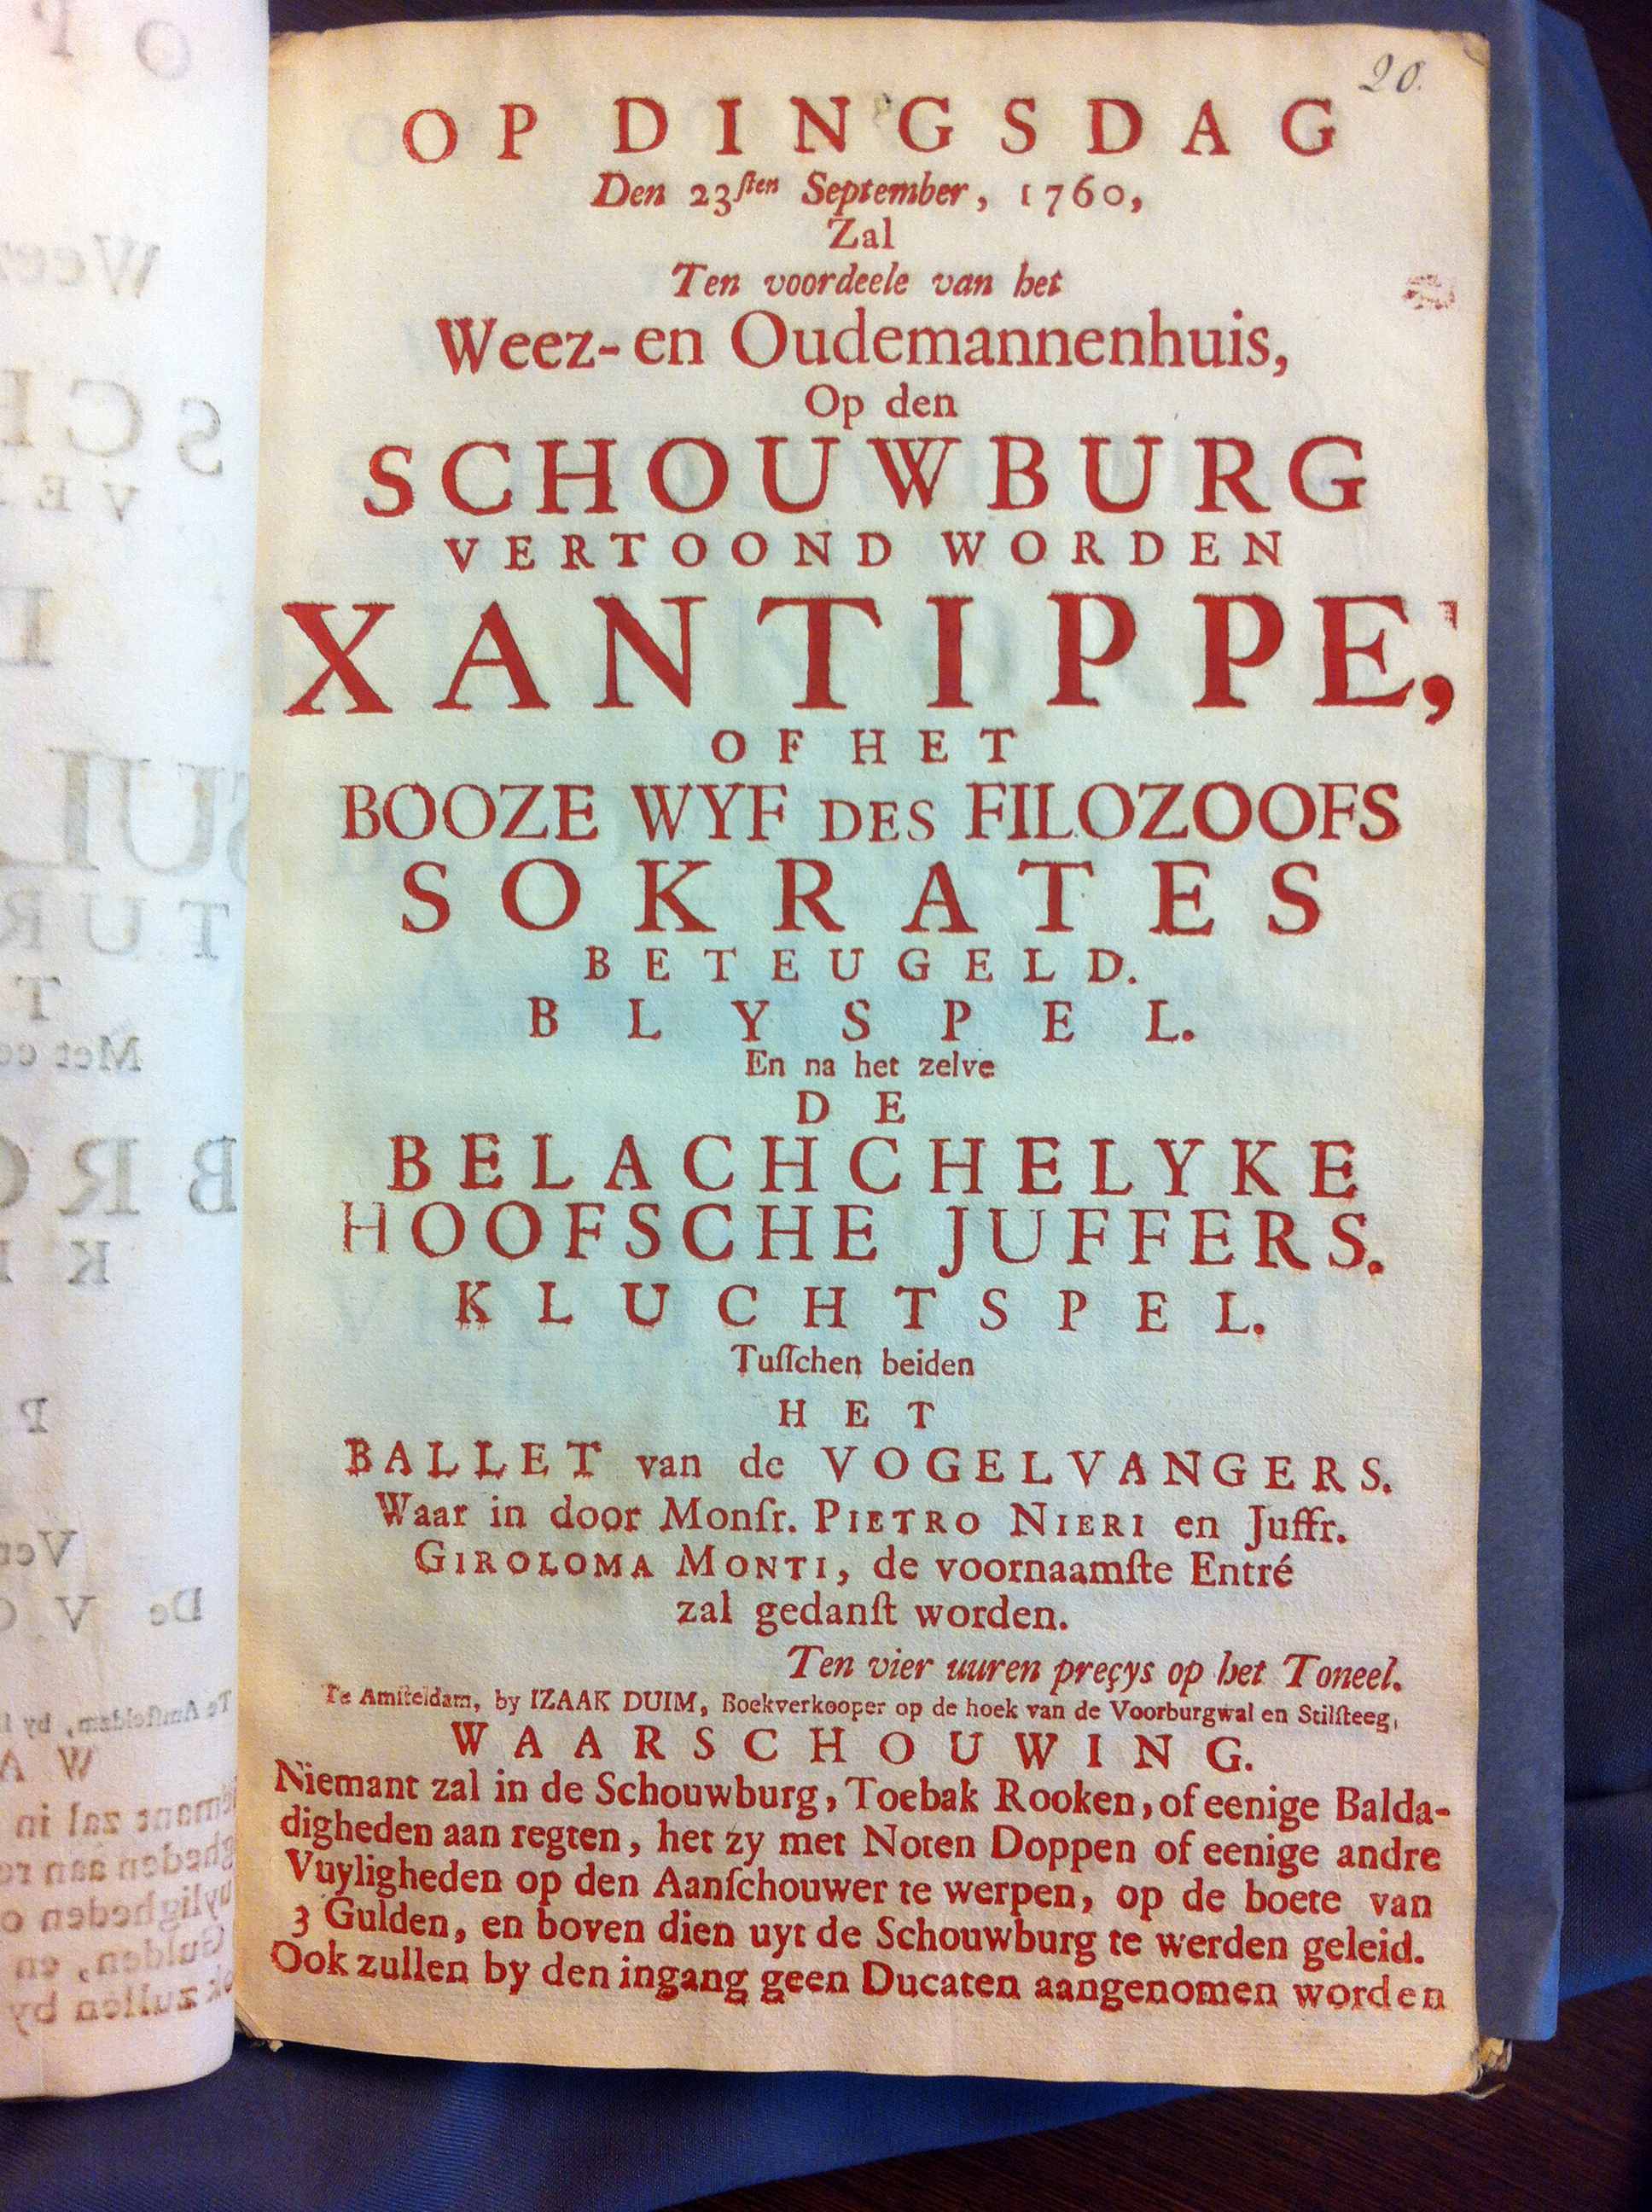 20.
OP DINGSDAG
Den 23ſten September, 1760,
Zal
Ten voordeele van het
Weez- en Oudemannenhuis,
Op den
SCHOUWBURG
VERTOOND WORDEN
XANTIPPE,
OF HET
BOOZE WYF DES FILOZOOFS
SOKRATES
BETEUGELD.
BLYSPEL.
En na het zelve
DE
BELACHCHELYKE
HOOFSCHE JUFFERS.
KLUCHTSPEL.
Tuſſchen beiden
HET
BALLET van de VOGELVANGERS.
Waar in door Monſr. PIETRO NIERI en Juffr.
GIROLOMA MONTI, de voornaamſte Entré
zal gedanſt worden.
Ten vier uuren preçys op het Toneel.
Te Amſteldam, by IZAAK DUIM, Boekverkooper op de hoek van de Voorburgwal en Stilſteeg,
WAARSCHOUWING.
Niemant zal in de Schouwburg, Toebak Rooken, of eenige Balda-
digheden aan regten, het zy met Noten Doppen of eenige andre
Vuyligheden op den Aanſchouwer te werpen, op de boete van
3 Gulden, en boven dien uyt de Schouwburg te werden geleid.
Ook zullen by den ingang geen Ducaten aangenomen worden